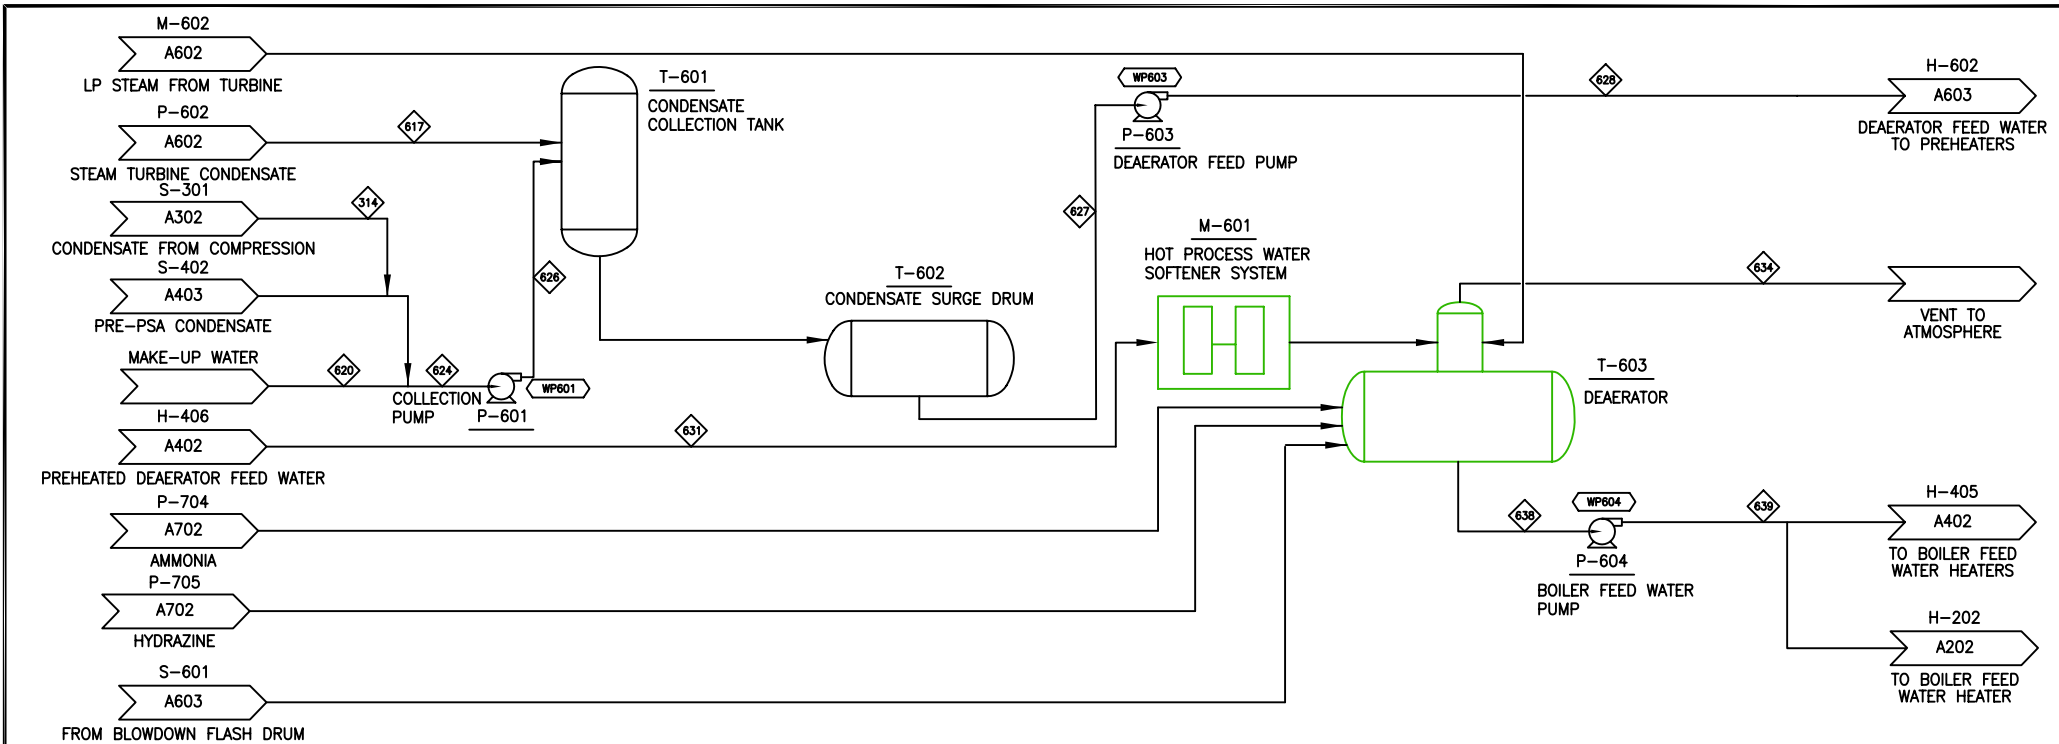 M-602
A602
LP STEAM FROM TURBINE
P-602
A602
STEAM TURBINE CONDENSATE
617
S-301
A302
CONDENSATE FROM COMPRESSION
314
S-402
A403
PRE-PSA CONDENSATE
MAKE-UP WATER
620
624
COLLECTION
PUMP
P-601
WP601
626
H-406
A402
PREHEATED DEAERATOR FEED WATER
631
P-704
A702
AMMONIA
P-705
A702
HYDRAZINE
S-601
A603
FROM BLOWDOWN FLASH DRUM
T-601
CONDENSATE
COLLECTION TANK
T-602
CONDENSATE SURGE DRUM
627
WP603
P-603
DEAERATOR FEED PUMP
628
M-601
HOT PROCESS WATER
SOFTENER SYSTEM
634
T-603
DEAERATOR
638
WP604
P-604
BOILER FEED WATER
PUMP
639
H-602
A603
DEAERATOR FEED WATER
TO PREHEATERS
VENT TO
ATMOSPHERE
H-405
A402
TO BOILER FEED
WATER HEATERS
H-202
A202
TO BOILER FEED
WATER HEATER